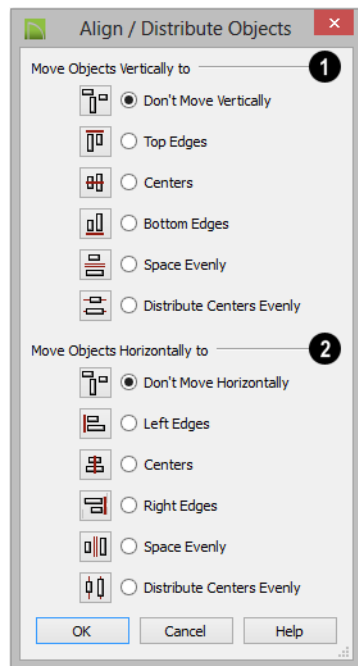 Align / Distribute Objects
Move Objects Vertically to
1
Don't Move Vertically
Top Edges
Centers
Bottom Edges
Space Evenly
Distribute Centers Evenly
Move Objects Horizontally to
2
Don't Move Horizontally
Left Edges
Centers
Right Edges
Space Evenly
Distribute Centers Evenly
OK Cancel Help